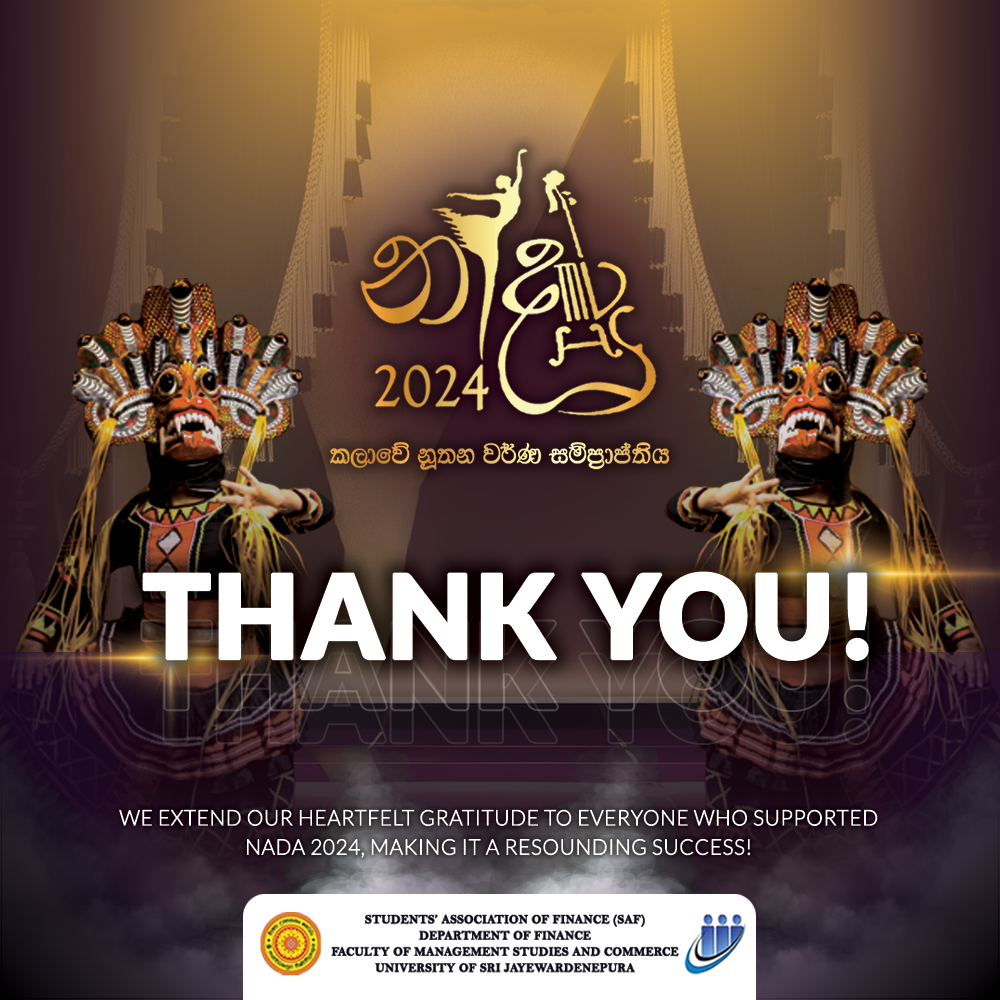 නාද
2024
කලාවේ නූතන වර්ණ සම්ප්‍රාප්තිය
THANK YOU!
THANK YOU!
WE EXTEND OUR HEARTFELT GRATITUDE TO EVERYONE WHO SUPPORTED
NADA 2024, MAKING IT A RESOUNDING SUCCESS!
STUDENTS' ASSOCIATION OF FINANCE (SAF)
DEPARTMENT OF FINANCE
FACULTY OF MANAGEMENT STUDIES AND COMMERCE
UNIVERSITY OF SRI JAYEWARDENEPURA